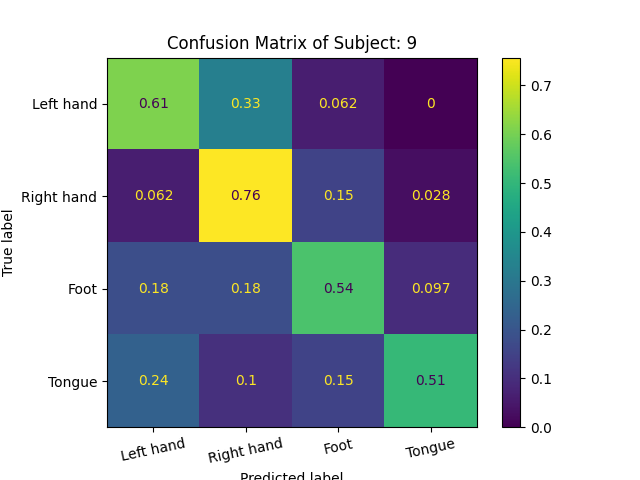 Confusion Matrix of Subject: 9
True label
Left hand 0.61 0.33 0.062 0
Right hand 0.062 0.76 0.15 0.028
Foot 0.18 0.18 0.54 0.097
Tongue 0.24 0.1 0.15 0.51
Left hand Right hand Foot Tongue
Predicted label
0.7
0.6
0.5
0.4
0.3
0.2
0.1
0.0